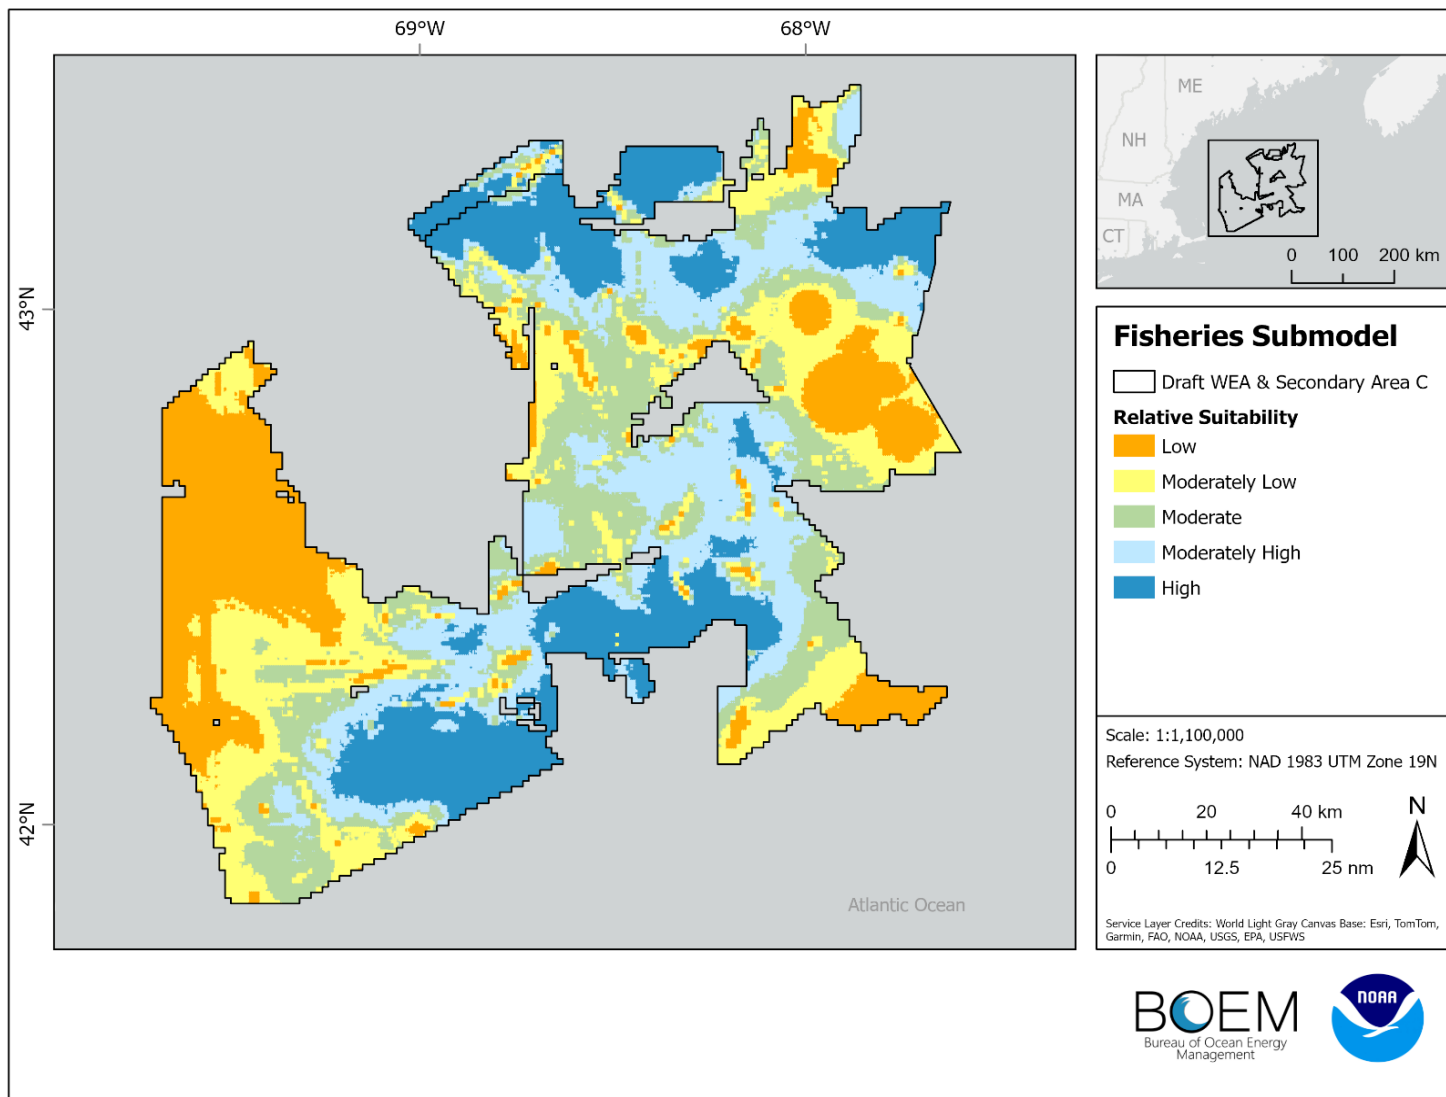 69°W
68°W
43°N
42°N
Atlantic Ocean
ME
NH
MA
CT
0 100 200 km
Fisheries Submodel
Draft WEA & Secondary Area C
Relative Suitability
Low
Moderately Low
Moderate
Moderately High
High
Scale: 1:1,100,000
Reference System: NAD 1983 UTM Zone 19N
0 20 40 km
N
0 12.5 25 nm
Service Layer Credits: World Light Gray Canvas Base: Esri, TomTom,
Garmin, FAO, NOAA, USGS, EPA, USFWS
BOEM
Bureau of Ocean Energy
Management
NOAA